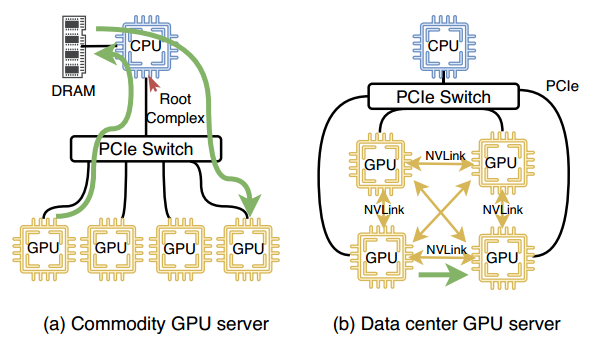 CPU
DRAM
Root
Complex
PCIe Switch
GPU
GPU
GPU
GPU
(a) Commodity GPU server
CPU
PCIe
PCIe Switch
GPU
NVLink
GPU
NVLink
NVLink
GPU
NVLink
GPU
(b) Data center GPU server